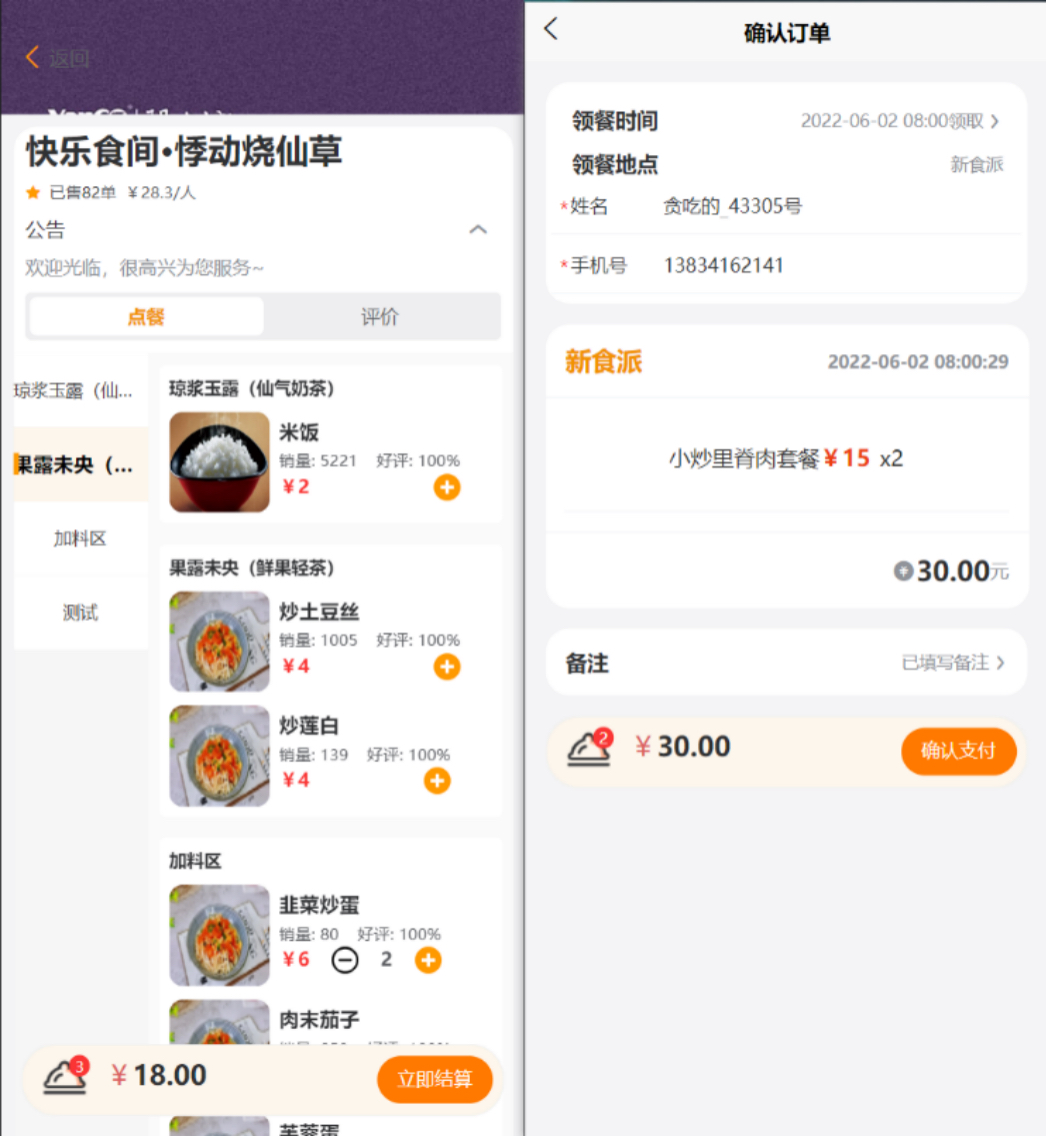 返回
快乐食间•悸动烧仙草
已售82单 ¥28.3/人
公告
欢迎光临，很高兴为您服务~
点餐 评价
琼浆玉露（仙...
果露未央（...
加料区
测试
琼浆玉露（仙气奶茶）
米饭
销量: 5221 好评: 100%
¥2
果露未央（鲜果轻茶）
炒土豆丝
销量: 1005 好评: 100%
¥4
炒莲白
销量: 139 好评: 100%
¥4
加料区
韭菜炒蛋
销量: 80 好评: 100%
¥6 2
肉末茄子
3 ¥18.00 立即结算
芙蓉蛋
确认订单
领餐时间 2022-06-02 08:00领取
领餐地点 新食派
*姓名 贪吃的_43305号
*手机号 13834162141
新食派 2022-06-02 08:00:29
小炒里脊肉套餐¥15 x2
30.00元
备注 已填写备注
2 ¥30.00 确认支付